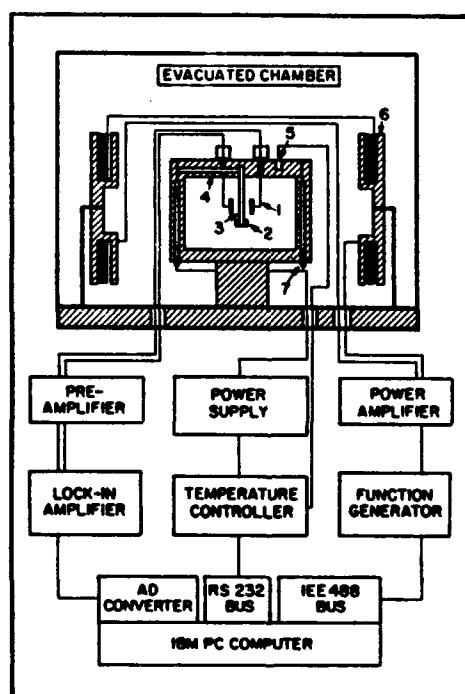 EVACUATED CHAMBER
6
5
4
1
3
2
7
PRE-
AMPLIFIER
POWER
SUPPLY
POWER
AMPLIFIER
LOCK-IN
AMPLIFIER
TEMPERATURE
CONTROLLER
FUNCTION
GENERATOR
AD
CONVERTER
RS 232
BUS
IEE 488
BUS
IBM PC COMPUTER